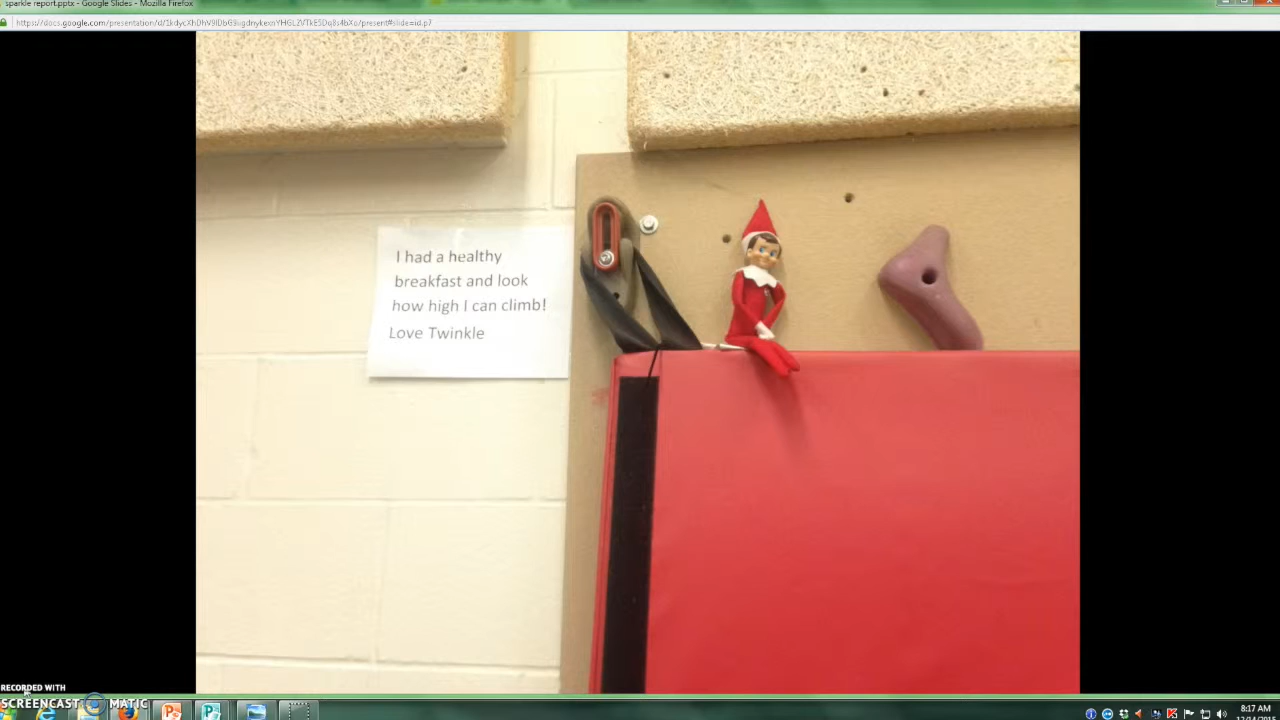 sparkle report.pptx - Google Slides - Mozilla Firefox
I had a healthy
breakfast and look
how high I can climb!
Love Twinkle
RECORDED WITH
SCREENCAST MATIC
8:17 AM